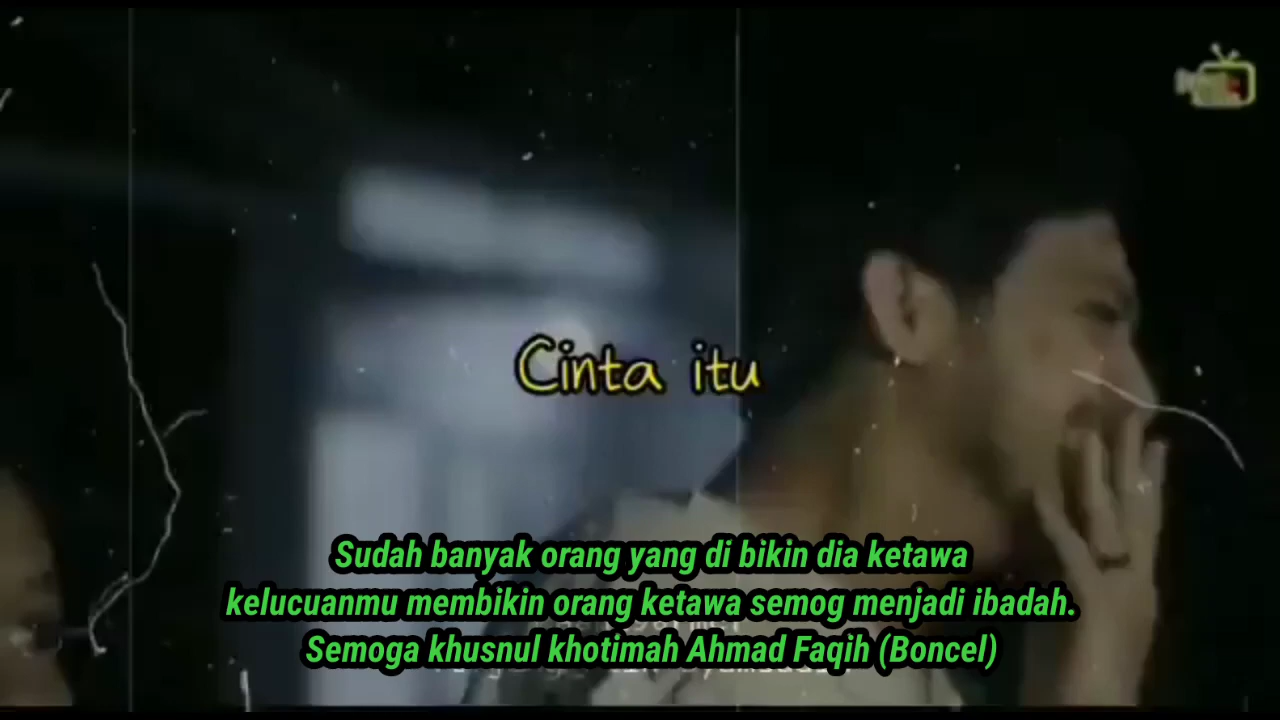 Cinta itu
Sudah banyak orang yang di bikin dia ketawa
kelucuanmu membikin orang ketawa semog menjadi ibadah.
Semoga khusnul khotimah Ahmad Faqih (Boncel)